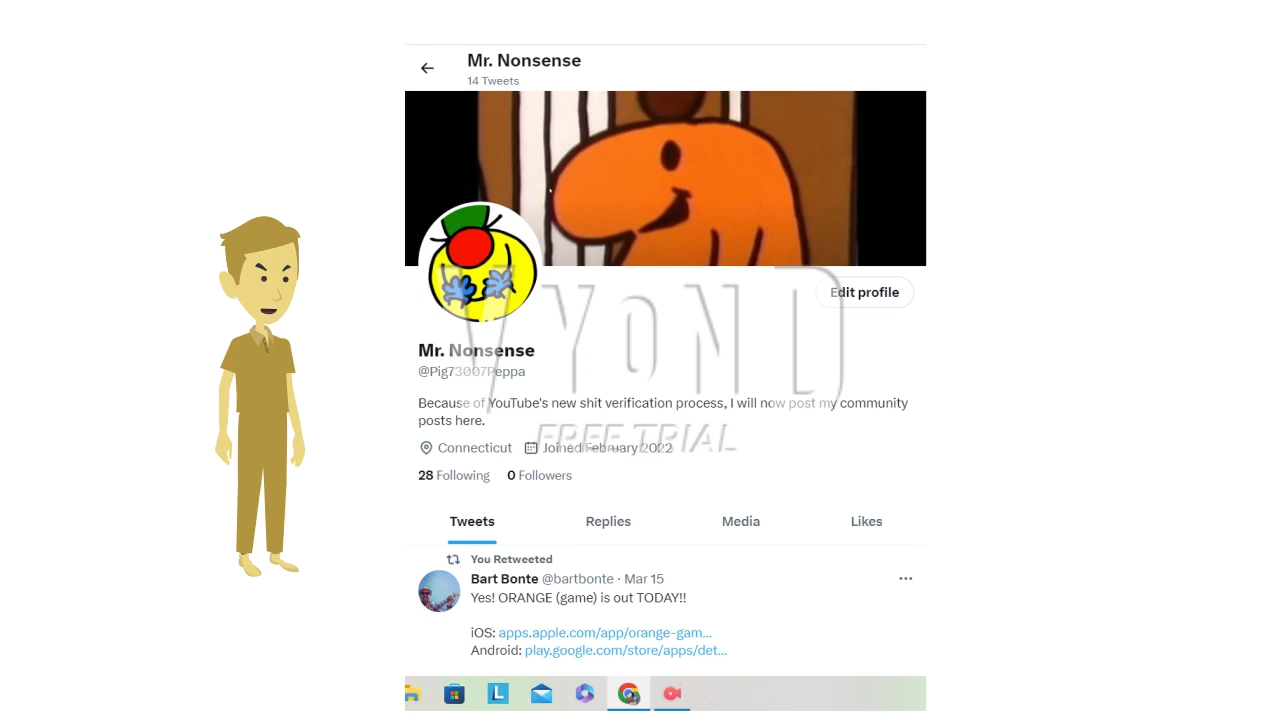 Mr. Nonsense
14 Tweets
Edit profile
Mr. Nonsense
@Pig73007Peppa
Because of YouTube's new shit verification process, I will now post my community
posts here.
Connecticut Joined February 2022
28 Following 0 Followers
Tweets Replies Media Likes
You Retweeted
Bart Bonte @bartbonte · Mar 15
Yes! ORANGE (game) is out TODAY!!
iOS: apps.apple.com/app/orange-gam...
Android: play.google.com/store/apps/det...
L
VYOND
FREE TRIAL